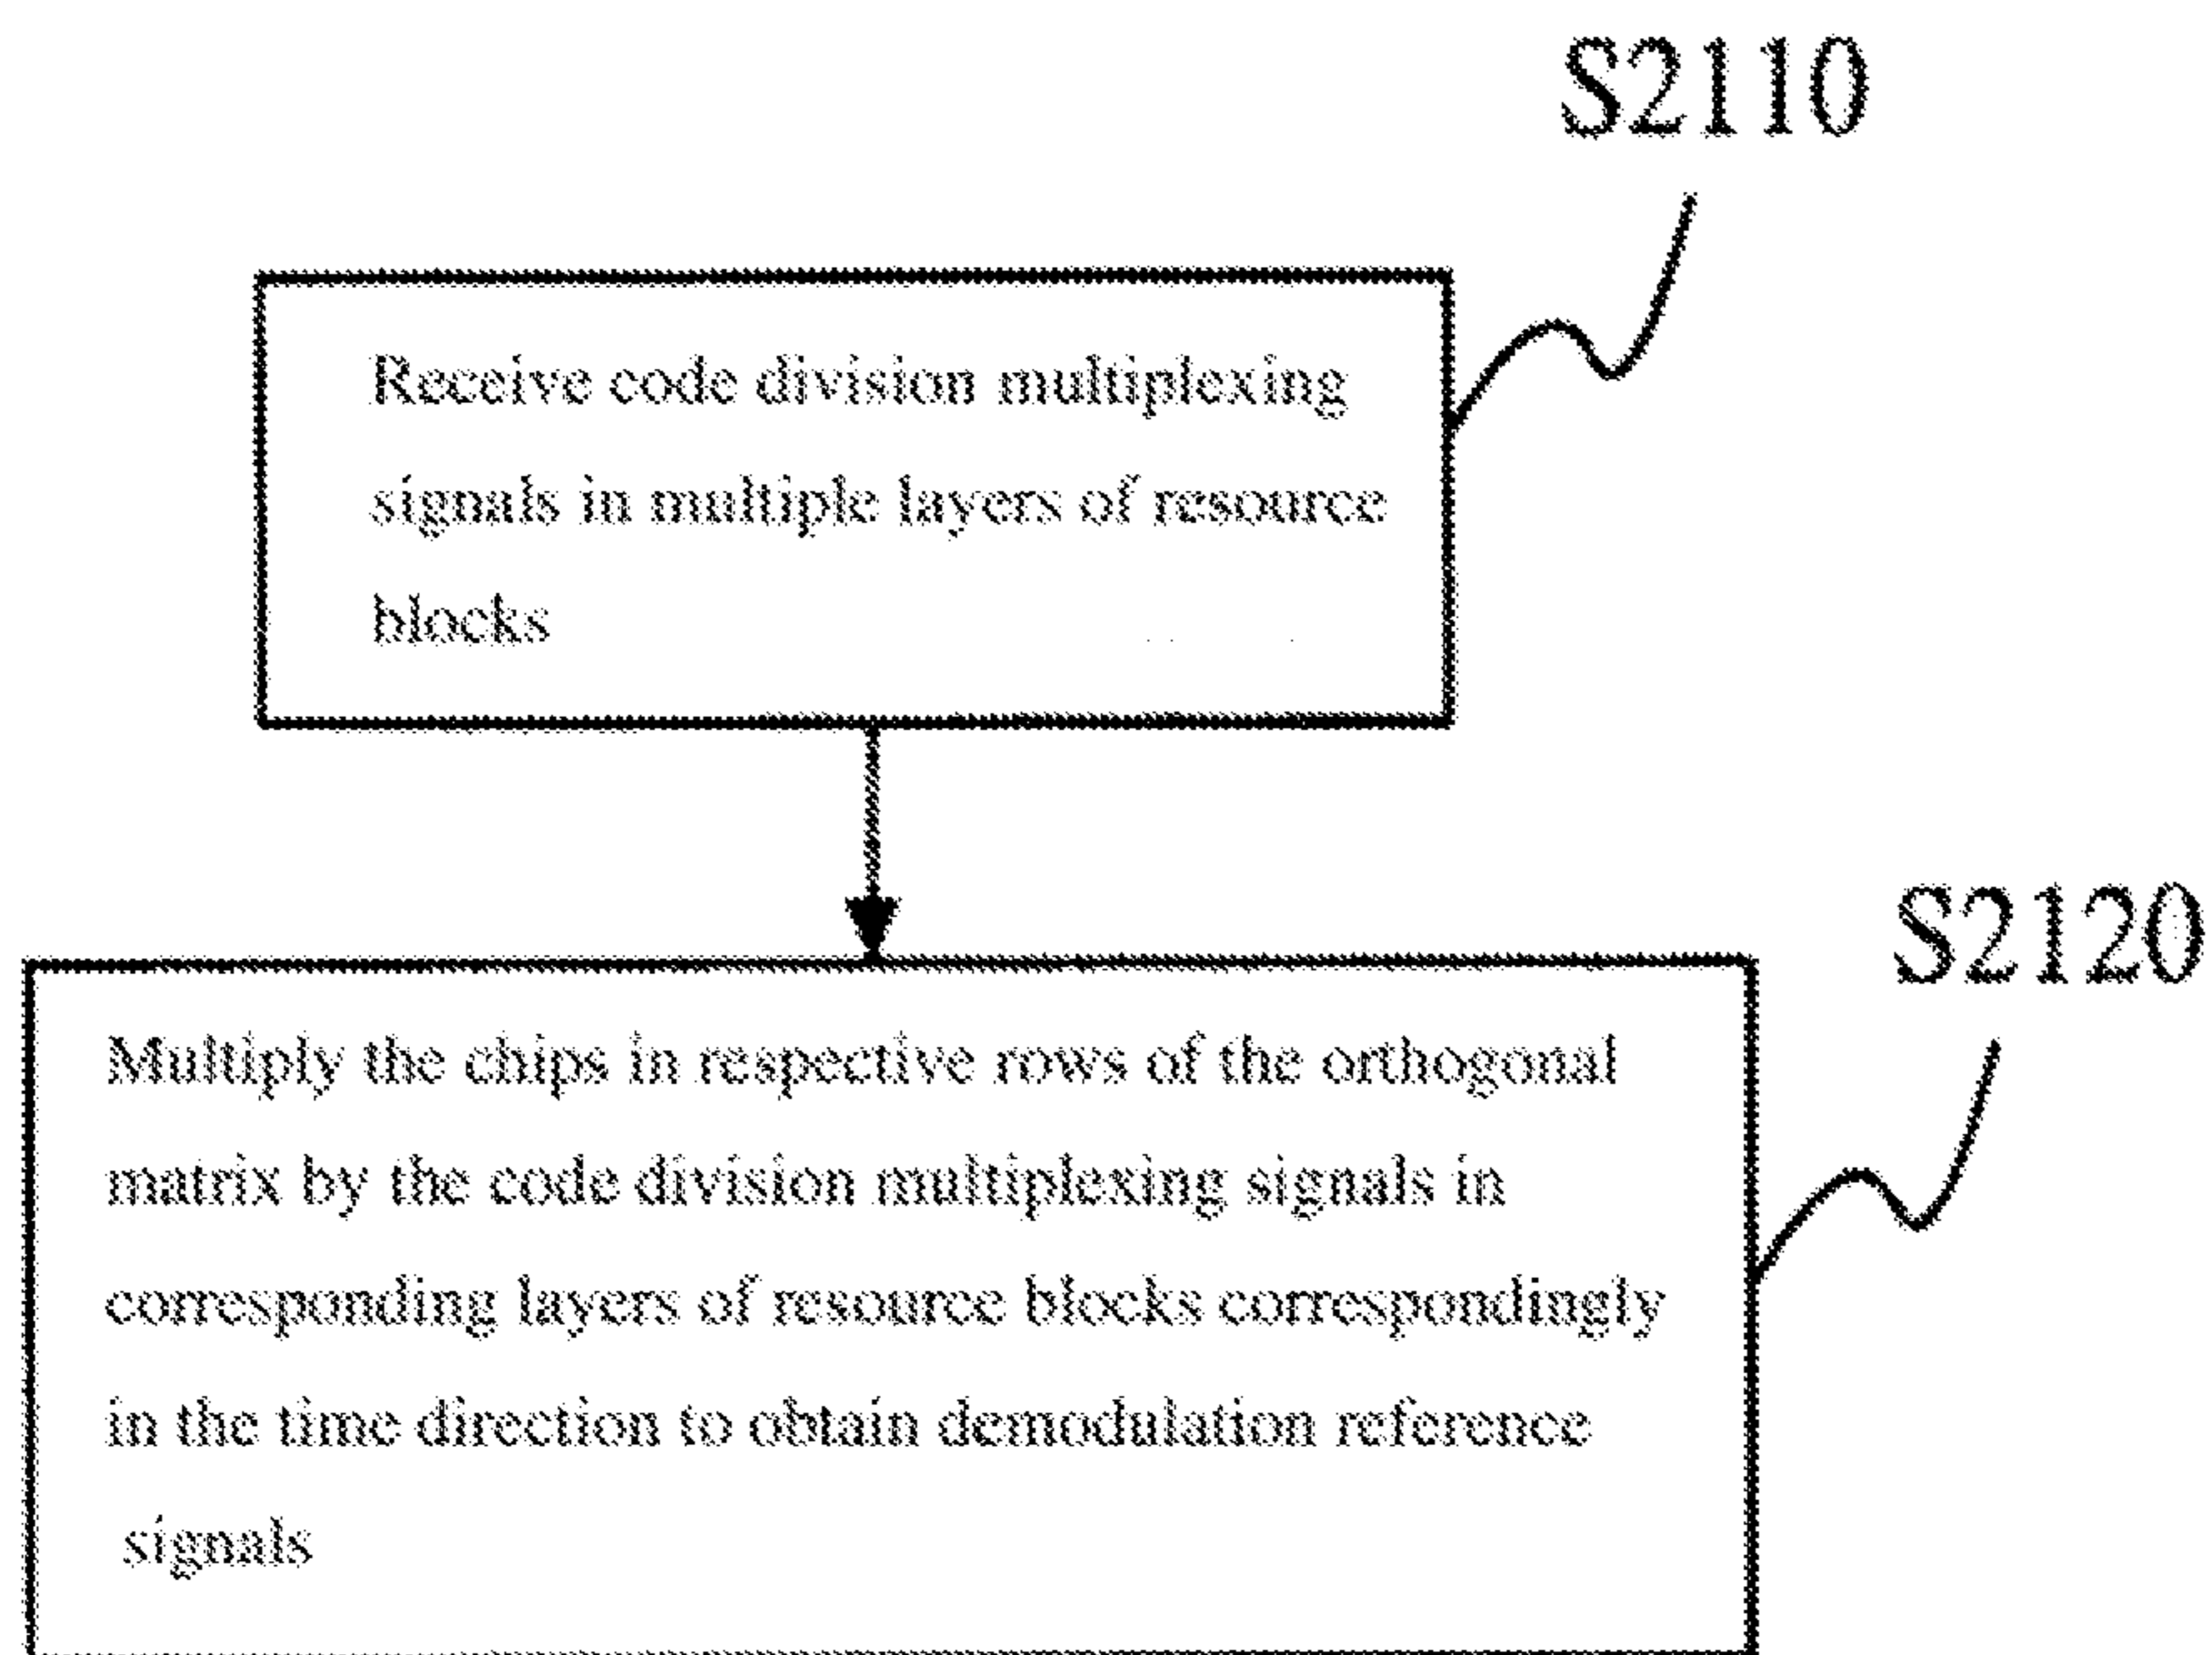 S2110
Receive code division multiplexing
signals in multiple layers of resource
blocks
S2120
Multiply the chips in respective rows of the orthogonal
matrix by the code division multiplexing signals in
corresponding layers of resource blocks correspondingly
in the time direction to obtain demodulation reference
signals